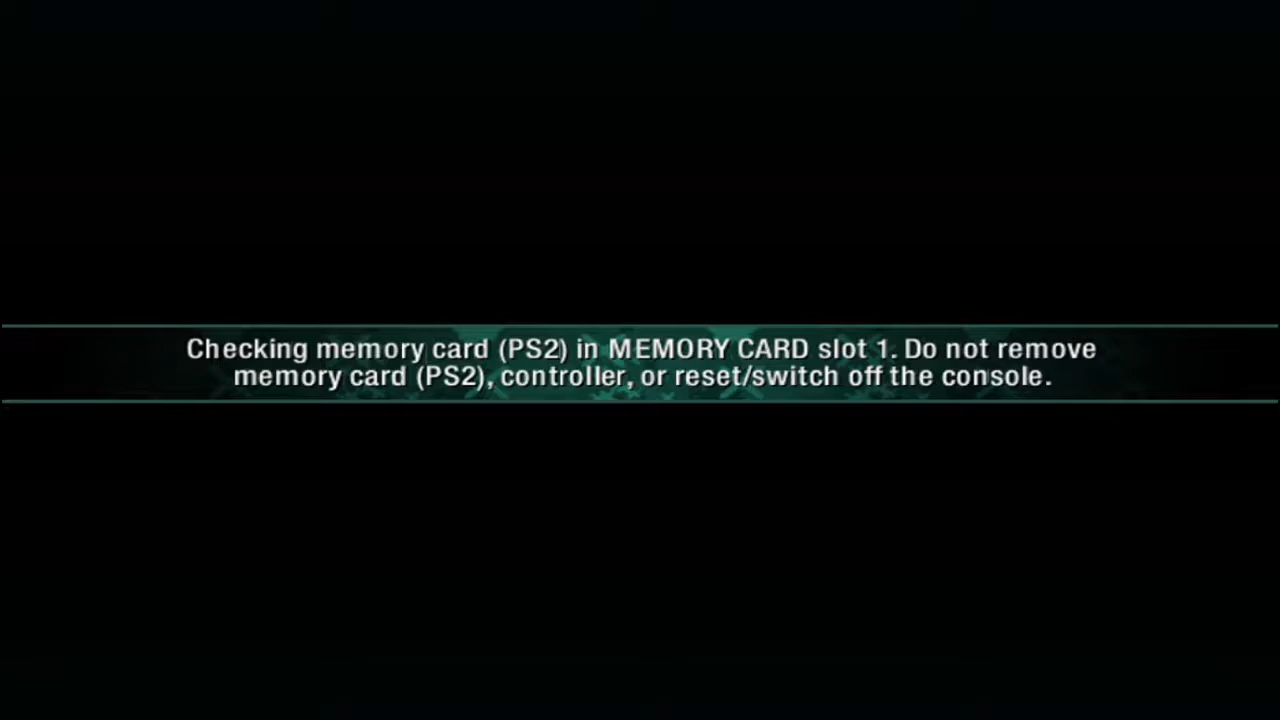 Checking memory card (PS2) in MEMORY CARD slot 1. Do not remove
memory card (PS2), controller, or reset/switch off the console.